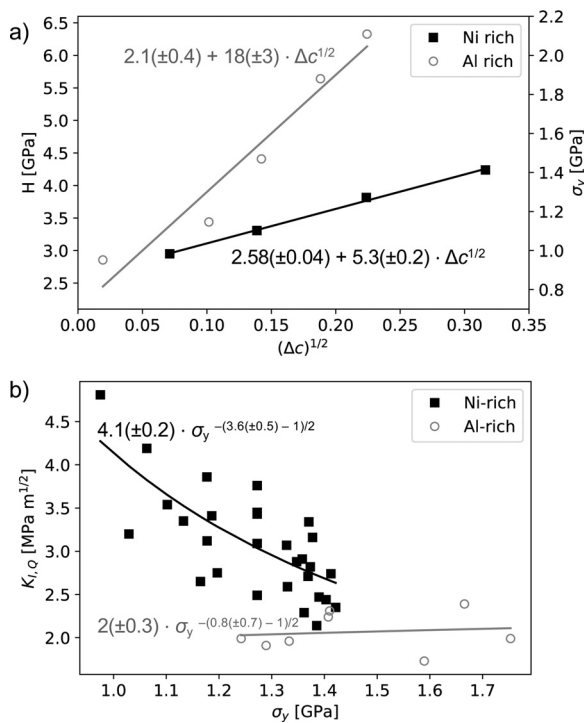 a)
6.5
6.0
5.5
5.0
4.5
4.0
3.5
3.0
2.5
H [GPa]
2.1(±0.4) + 18(±3) · Δc^1/2
Ni rich
Al rich
2.58(±0.04) + 5.3(±0.2) · Δc^1/2
2.2
2.0
1.8
1.6
1.4
1.2
1.0
0.8
σy [GPa]
0.00 0.05 0.10 0.15 0.20 0.25 0.30 0.35
(Δc)^1/2
b)
4.5
4.0
3.5
3.0
2.5
2.0
K_I,Q [MPa m^1/2]
Ni-rich
Al-rich
4.1(±0.2) · σy^−(3.6(±0.5) − 1)/2
2(±0.3) · σy^−(0.8(±0.7) − 1)/2
1.0 1.1 1.2 1.3 1.4 1.5 1.6 1.7
σy [GPa]